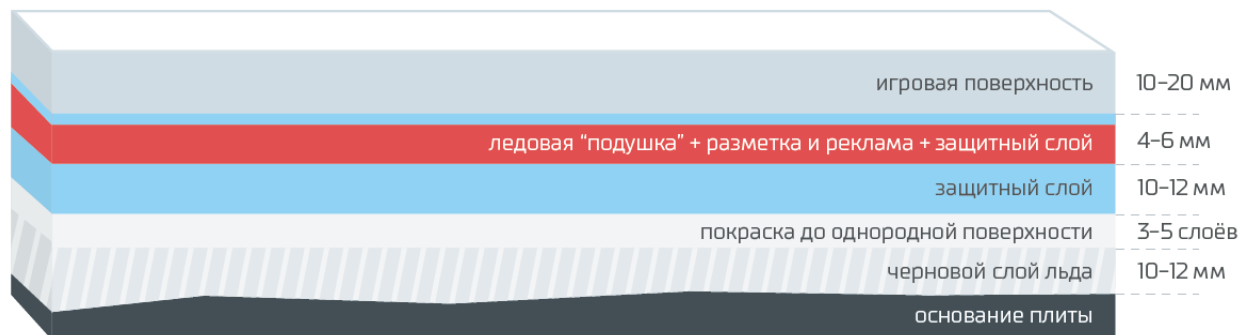 игровая поверхность 10–20 мм
ледовая “подушка” + разметка и реклама + защитный слой 4–6 мм
защитный слой 10–12 мм
покраска до однородной поверхности 3–5 слоёв
черновой слой льда 10–12 мм
основание плиты